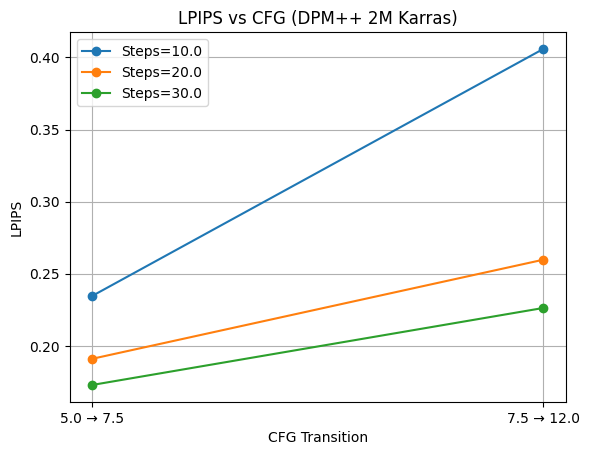 LPIPS vs CFG (DPM++ 2M Karras)
Steps=10.0
Steps=20.0
Steps=30.0
0.40
0.35
0.30
0.25
0.20
LPIPS
5.0 → 7.5
7.5 → 12.0
CFG Transition